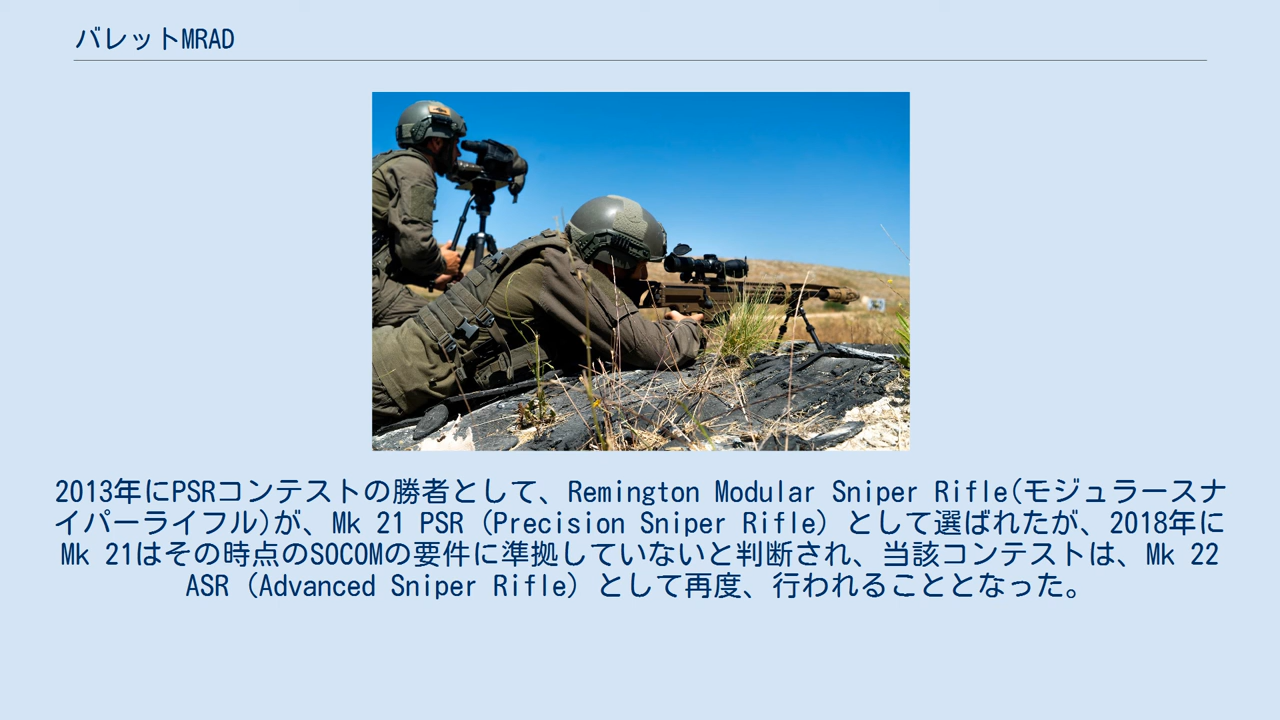 バレットMRAD
2013年にPSRコンテストの勝者として、Remington Modular Sniper Rifle(モジュラースナ
イパーライフル)が、Mk 21 PSR (Precision Sniper Rifle) として選ばれたが、2018年に
Mk 21はその時点のSOCOMの要件に準拠していないと判断され、当該コンテストは、Mk 22
ASR (Advanced Sniper Rifle) として再度、行われることとなった。